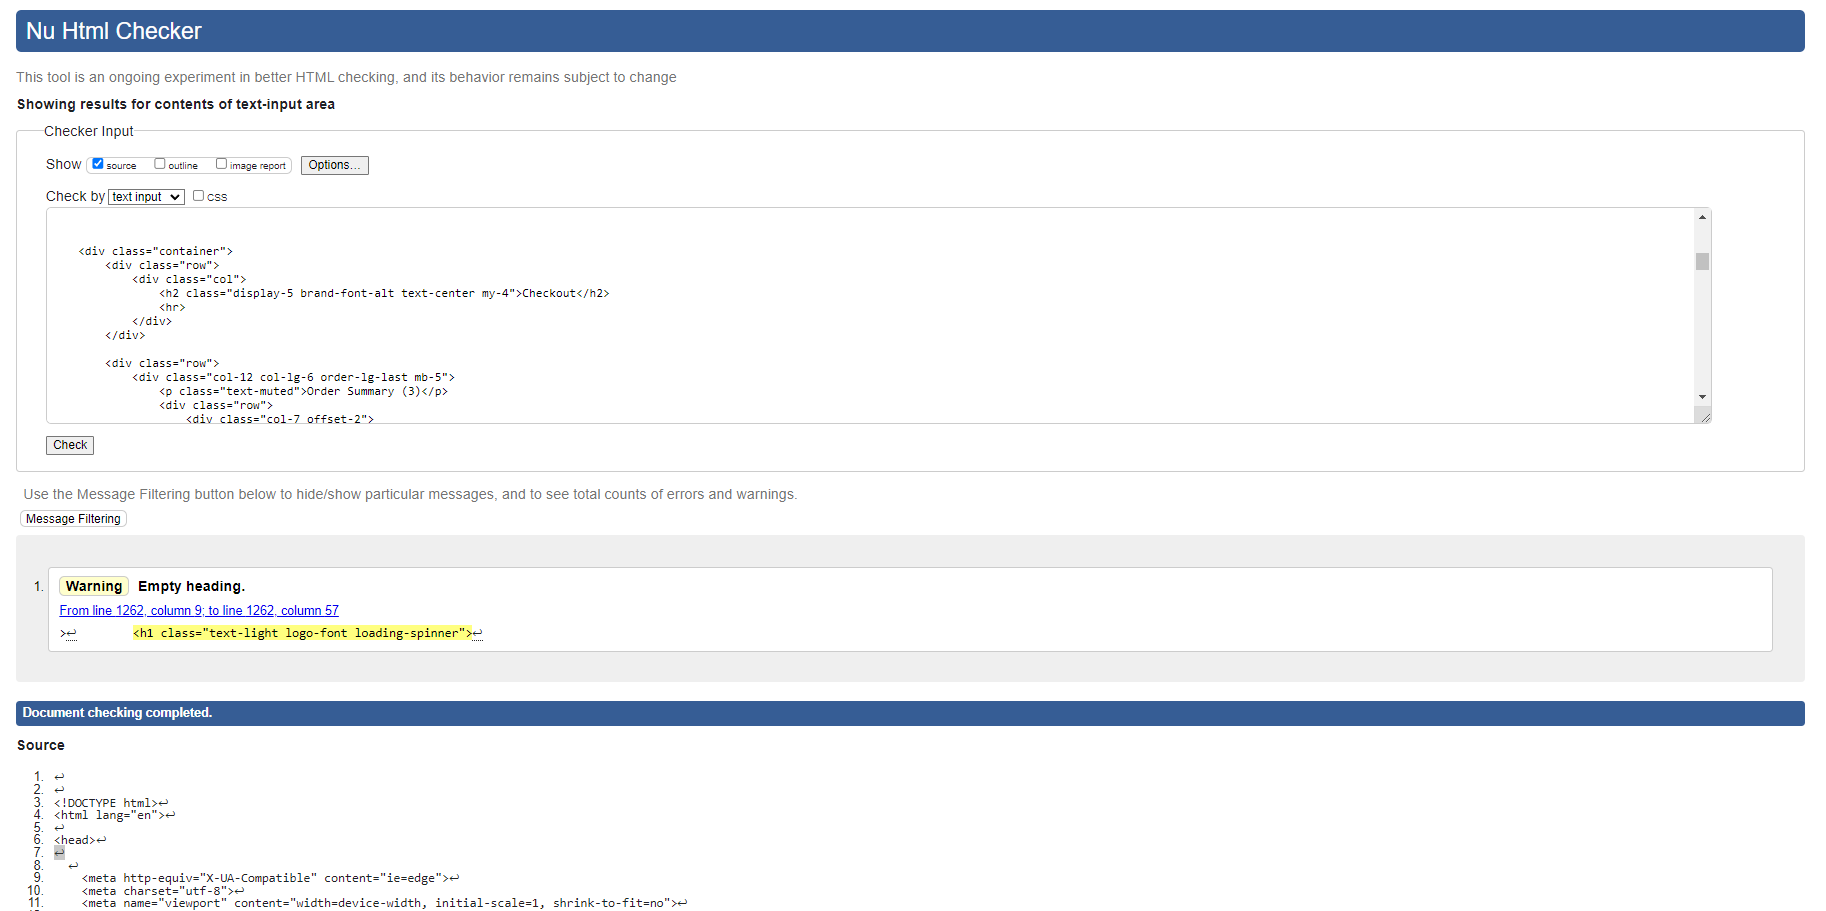 Nu Html Checker
This tool is an ongoing experiment in better HTML checking, and its behavior remains subject to change
Showing results for contents of text-input area
Checker Input
Show source outline image report Options...
Check by text input css
<div class="container">
<div class="row">
<div class="col">
<h2 class="display-5 brand-font-alt text-center my-4">Checkout</h2>
<hr>
</div>
</div>
<div class="row">
<div class="col-12 col-lg-6 order-lg-last mb-5">
<p class="text-muted">Order Summary (3)</p>
<div class="row">
<div class="col-7 offset-2">
Check
Use the Message Filtering button below to hide/show particular messages, and to see total counts of errors and warnings.
Message Filtering
1. Warning Empty heading.
From line 1262, column 9; to line 1262, column 57
>↩ <h1 class="text-light logo-font loading-spinner">↩
Document checking completed.
Source
1. ↩
2. ↩
3. <!DOCTYPE html>↩
4. <html lang="en">↩
5. ↩
6. <head>↩
7. ↩
8. ↩
9. <meta http-equiv="X-UA-Compatible" content="ie=edge">↩
10. <meta charset="utf-8">↩
11. <meta name="viewport" content="width=device-width, initial-scale=1, shrink-to-fit=no">↩